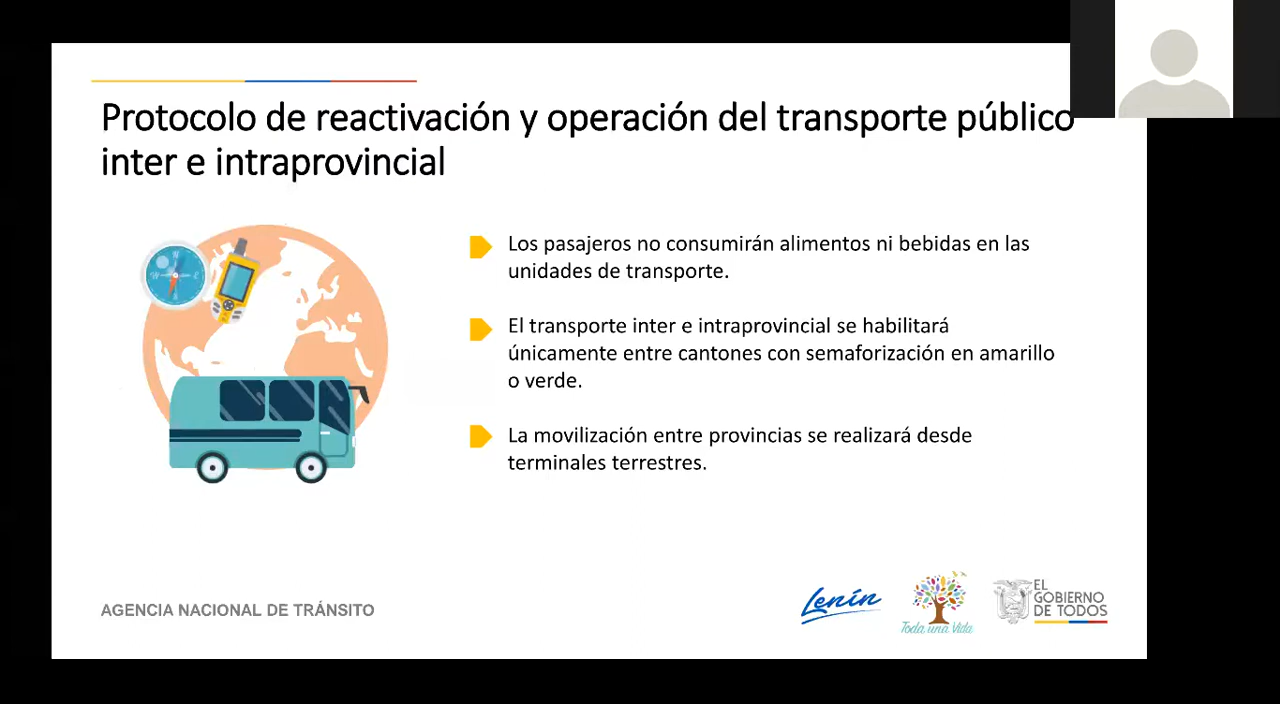 Protocolo de reactivación y operación del transporte público
inter e intraprovincial
Los pasajeros no consumirán alimentos ni bebidas en las
unidades de transporte.
El transporte inter e intraprovincial se habilitará
únicamente entre cantones con semaforización en amarillo
o verde.
La movilización entre provincias se realizará desde
terminales terrestres.
N
W
E
AGENCIA NACIONAL DE TRÁNSITO
Lenín
Toda una Vida
EL
GOBIERNO
DE TODOS